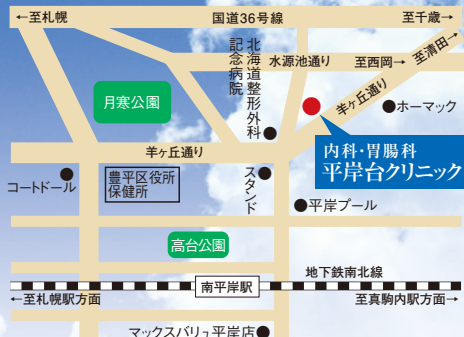 ←至札幌
国道36号線
至千歳→
北海道整形外科
記念病院
水源池通り
至西岡→
至清田→
月寒公園
羊ヶ丘通り
●ホーマック
内科・胃腸科
平岸台クリニック
羊ヶ丘通り
コートドール
豊平区役所
保健所
スタンド
●平岸プール
高台公園
地下鉄南北線
南平岸駅
←至札幌駅方面
至真駒内駅方面→
マックスバリュ平岸店●